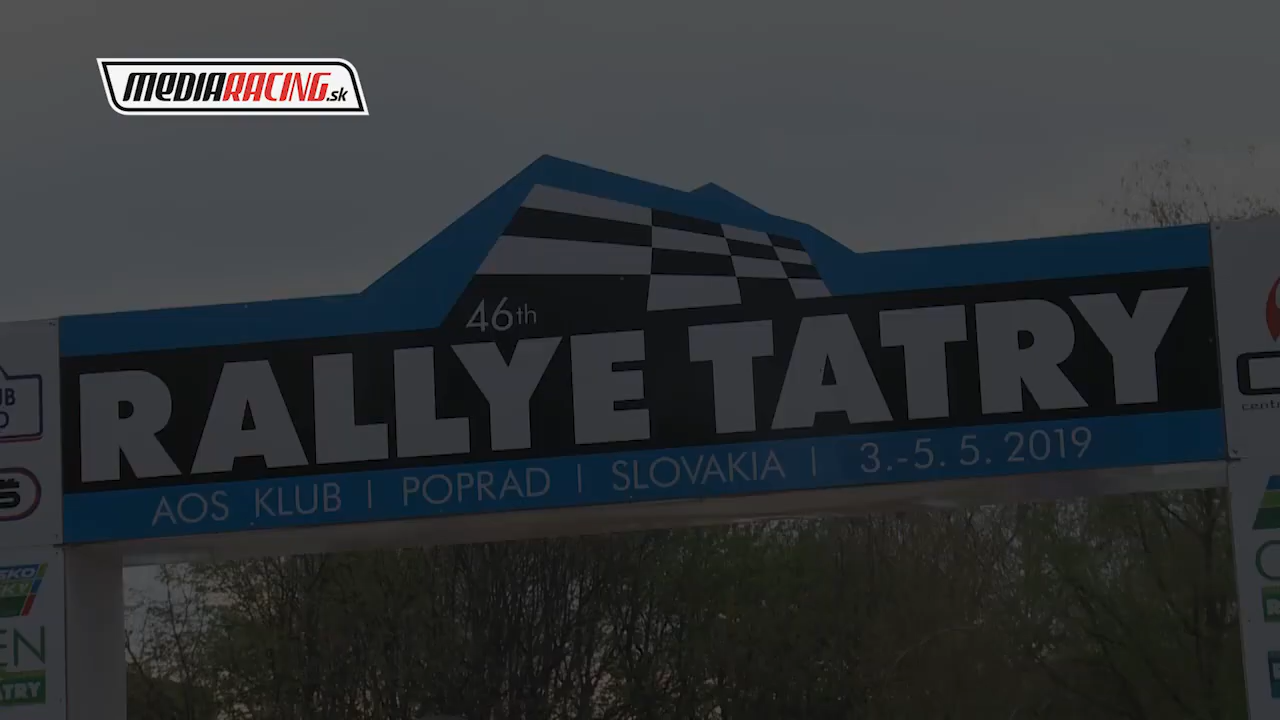 MEDIARACING.sk
46th
RALLYE TATRY
AOS KLUB | POPRAD | SLOVAKIA | 3.-5. 5. 2019